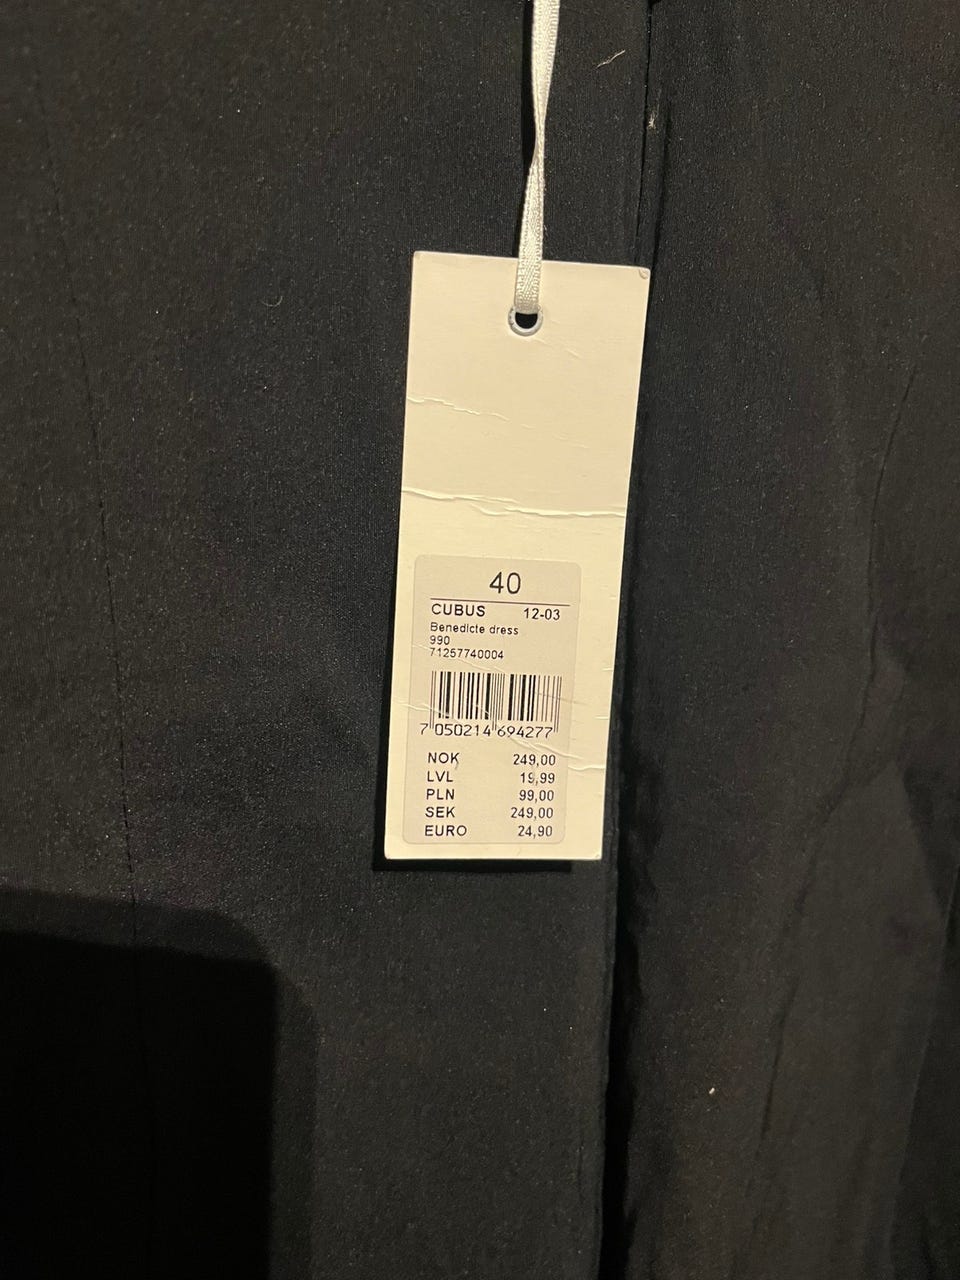 40
CUBUS 12-03
Benedicte dress
990
71257740004
7 050214 694277
NOK 249,00
LVL 19,99
PLN 99,00
SEK 249,00
EURO 24,90